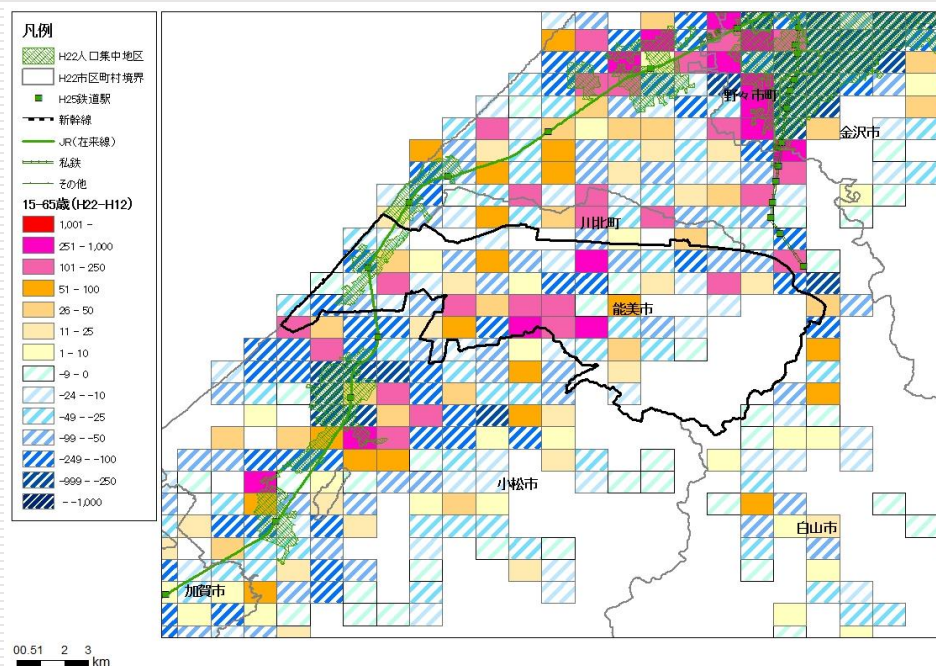 凡例
H22人口集中地区
H22市区町村境界
H25鉄道駅
新幹線
JR(在来線)
私鉄
その他
15-65歳(H22-H12)
1,001 -
251 - 1,000
101 - 250
51 - 100
26 - 50
11 - 25
1 - 10
-9 - 0
-24 - -10
-49 - -25
-99 - -50
-249 - -100
-999 - -250
- -1,000
野々市町
金沢市
川北町
能美市
小松市
白山市
加賀市
00.51 2 3
km